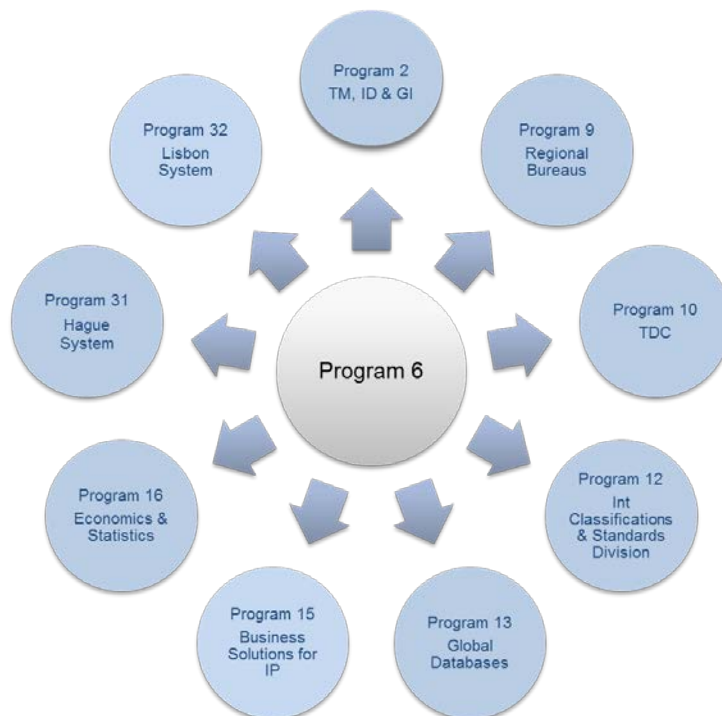 Program 2
TM, ID & GI
Program 9
Regional
Bureaus
Program 10
TDC
Program 12
Int
Classifications
& Standards
Division
Program 13
Global
Databases
Program 15
Business
Solutions for
IP
Program 16
Economics &
Statistics
Program 31
Hague
System
Program 32
Lisbon
System
Program 6